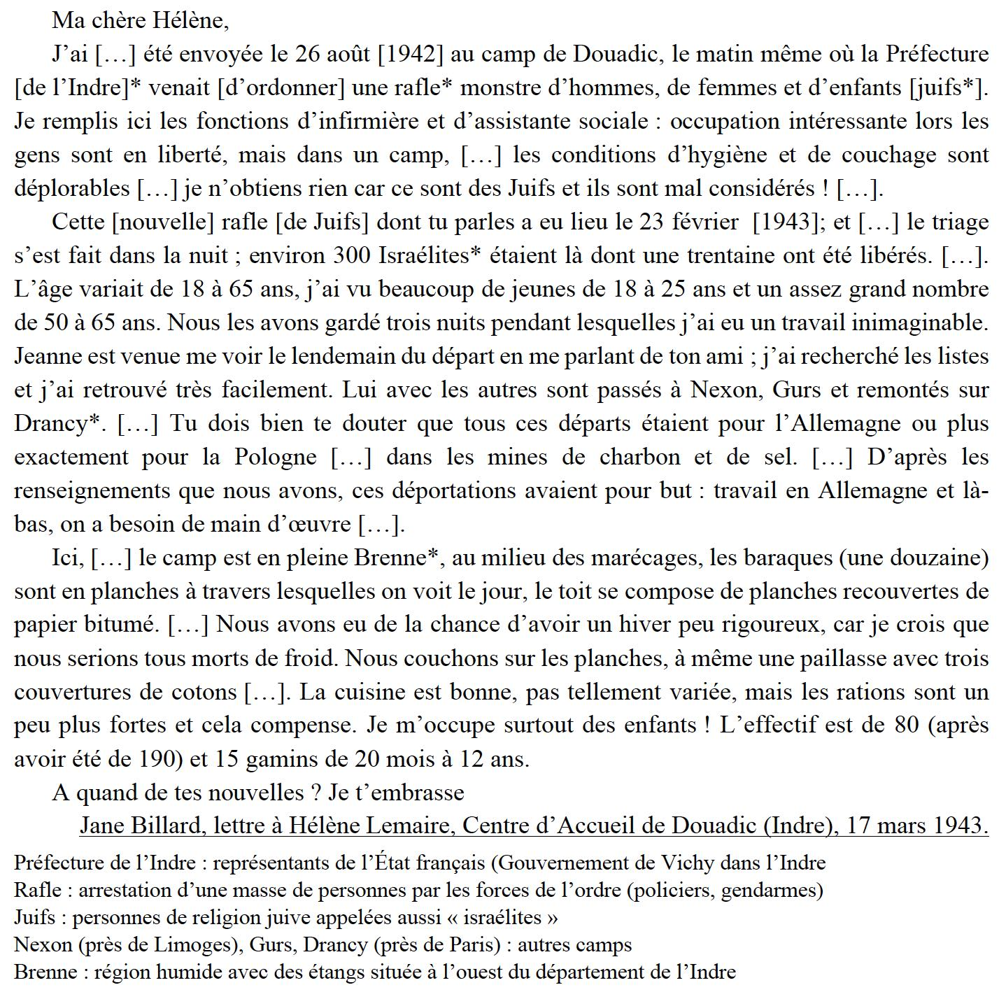 Ma chère Hélène,
J’ai […] été envoyée le 26 août [1942] au camp de Douadic, le matin même où la Préfecture
[de l’Indre]* venait [d’ordonner] une rafle* monstre d’hommes, de femmes et d’enfants [juifs*].
Je remplis ici les fonctions d’infirmière et d’assistante sociale : occupation intéressante lors les
gens sont en liberté, mais dans un camp, […] les conditions d’hygiène et de couchage sont
déplorables […] je n’obtiens rien car ce sont des Juifs et ils sont mal considérés ! […].
Cette [nouvelle] rafle [de Juifs] dont tu parles a eu lieu le 23 février [1943]; et […] le triage
s’est fait dans la nuit ; environ 300 Israélites* étaient là dont une trentaine ont été libérés. […].
L’âge variait de 18 à 65 ans, j’ai vu beaucoup de jeunes de 18 à 25 ans et un assez grand nombre
de 50 à 65 ans. Nous les avons gardé trois nuits pendant lesquelles j’ai eu un travail inimaginable.
Jeanne est venue me voir le lendemain du départ en me parlant de ton ami ; j’ai recherché les listes
et j’ai retrouvé très facilement. Lui avec les autres sont passés à Nexon, Gurs et remontés sur
Drancy*. […] Tu dois bien te douter que tous ces départs étaient pour l’Allemagne ou plus
exactement pour la Pologne […] dans les mines de charbon et de sel. […] D’après les
renseignements que nous avons, ces déportations avaient pour but : travail en Allemagne et là-
bas, on a besoin de main d’œuvre […].
Ici, […] le camp est en pleine Brenne*, au milieu des marécages, les baraques (une douzaine)
sont en planches à travers lesquelles on voit le jour, le toit se compose de planches recouvertes de
papier bitumé. […] Nous avons eu de la chance d’avoir un hiver peu rigoureux, car je crois que
nous serions tous morts de froid. Nous couchons sur les planches, à même une paillasse avec trois
couvertures de cotons […]. La cuisine est bonne, pas tellement variée, mais les rations sont un
peu plus fortes et cela compense. Je m’occupe surtout des enfants ! L’effectif est de 80 (après
avoir été de 190) et 15 gamins de 20 mois à 12 ans.
A quand de tes nouvelles ? Je t’embrasse
Jane Billard, lettre à Hélène Lemaire, Centre d’Accueil de Douadic (Indre), 17 mars 1943.
Préfecture de l’Indre : représentants de l’État français (Gouvernement de Vichy dans l’Indre
Rafle : arrestation d’une masse de personnes par les forces de l’ordre (policiers, gendarmes)
Juifs : personnes de religion juive appelées aussi « israélites »
Nexon (près de Limoges), Gurs, Drancy (près de Paris) : autres camps
Brenne : région humide avec des étangs située à l’ouest du département de l’Indre